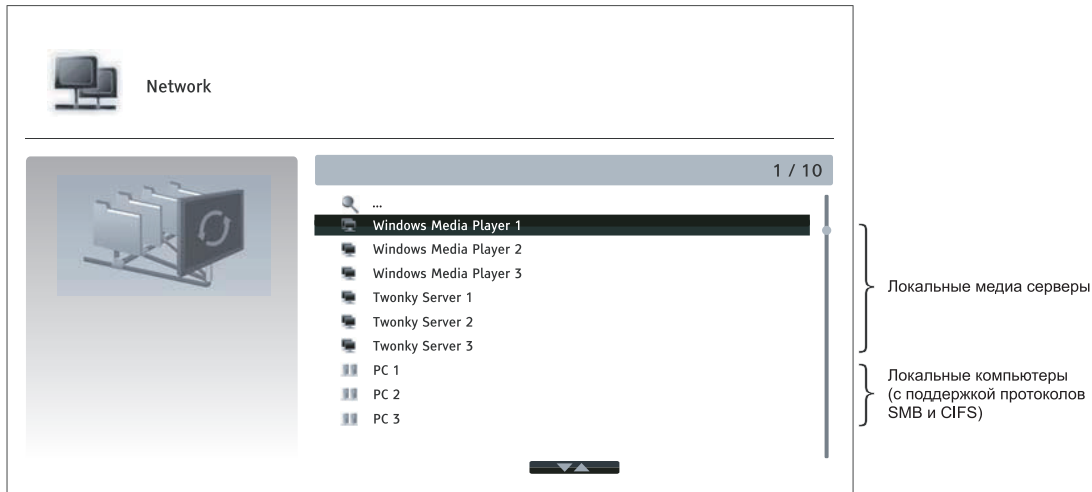 Network
1 / 10
...
Windows Media Player 1
Windows Media Player 2
Windows Media Player 3
Twonky Server 1
Twonky Server 2
Twonky Server 3
PC 1
PC 2
PC 3
Локальные медиа серверы
Локальные компьютеры
(с поддержкой протоколов
SMB и CIFS)